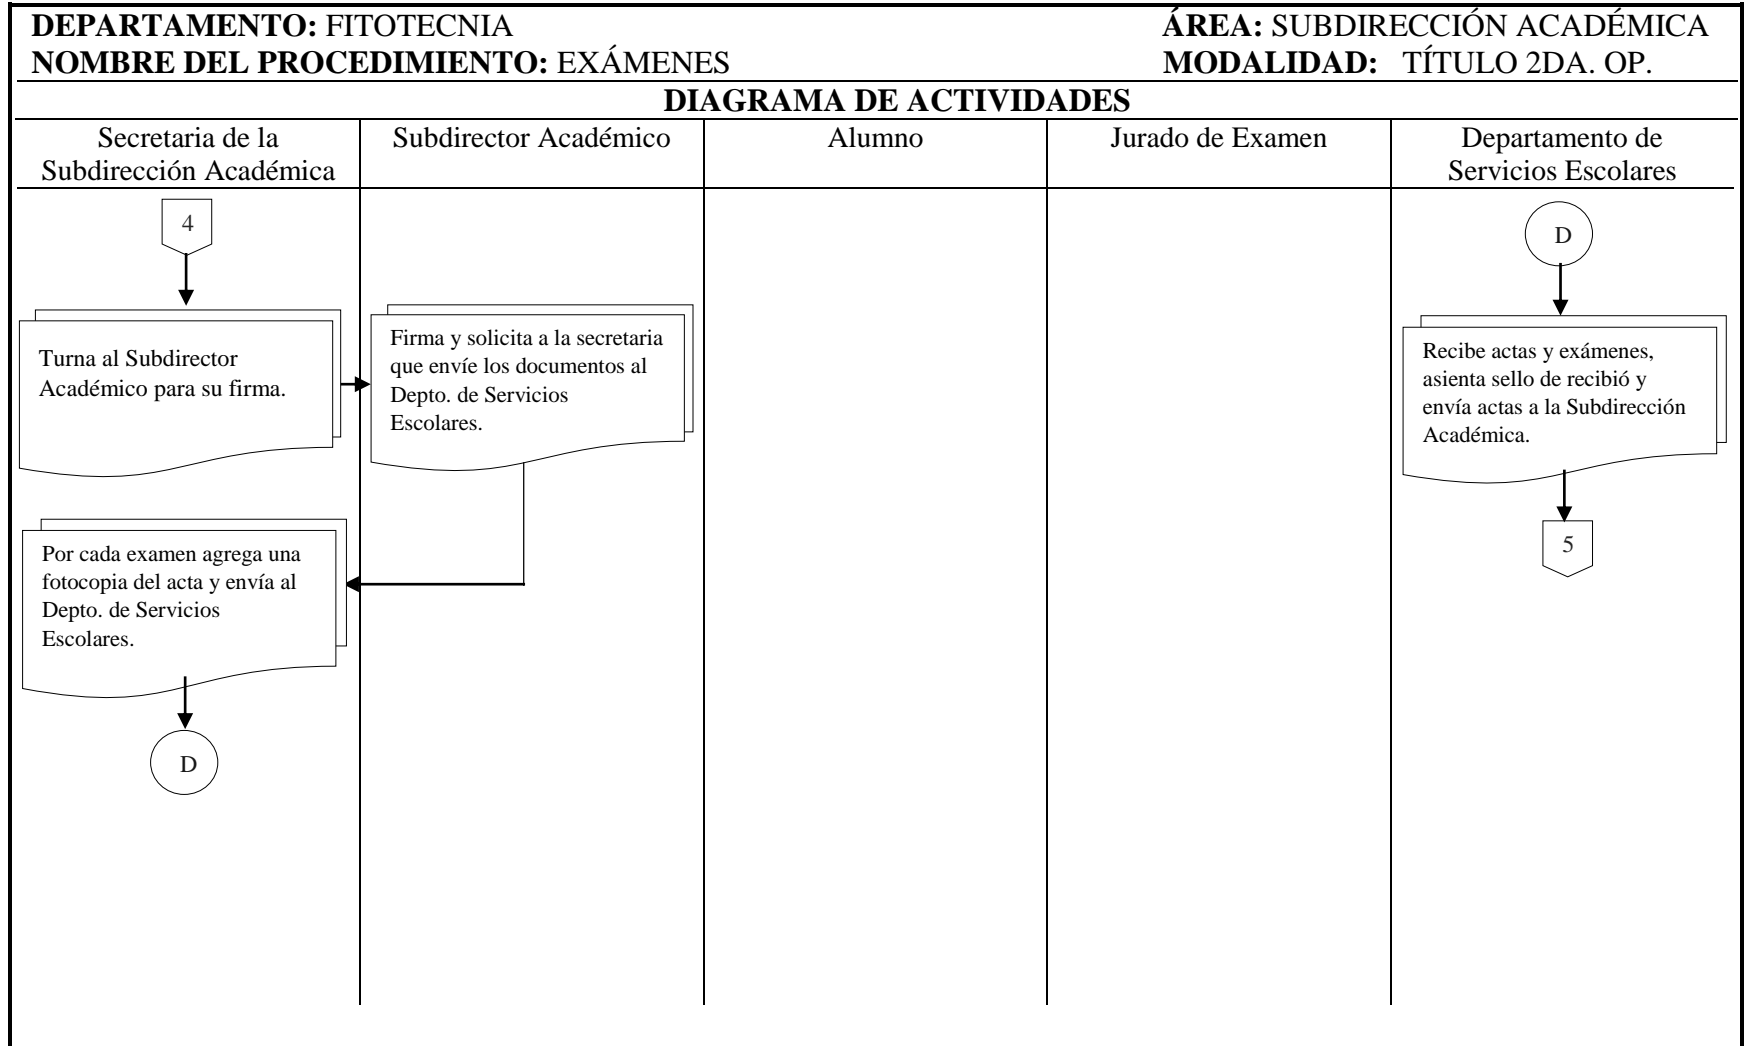 DEPARTAMENTO: FITOTECNIA
ÁREA: SUBDIRECCIÓN ACADÉMICA
NOMBRE DEL PROCEDIMIENTO: EXÁMENES
MODALIDAD: TÍTULO 2DA. OP.
DIAGRAMA DE ACTIVIDADES
Secretaria de la
Subdirección Académica
Subdirector Académico
Alumno
Jurado de Examen
Departamento de
Servicios Escolares
4
Turna al Subdirector
Académico para su firma.
Firma y solicita a la secretaria
que envíe los documentos al
Depto. de Servicios
Escolares.
Por cada examen agrega una
fotocopia del acta y envía al
Depto. de Servicios
Escolares.
D
D
Recibe actas y exámenes,
asienta sello de recibió y
envía actas a la Subdirección
Académica.
5